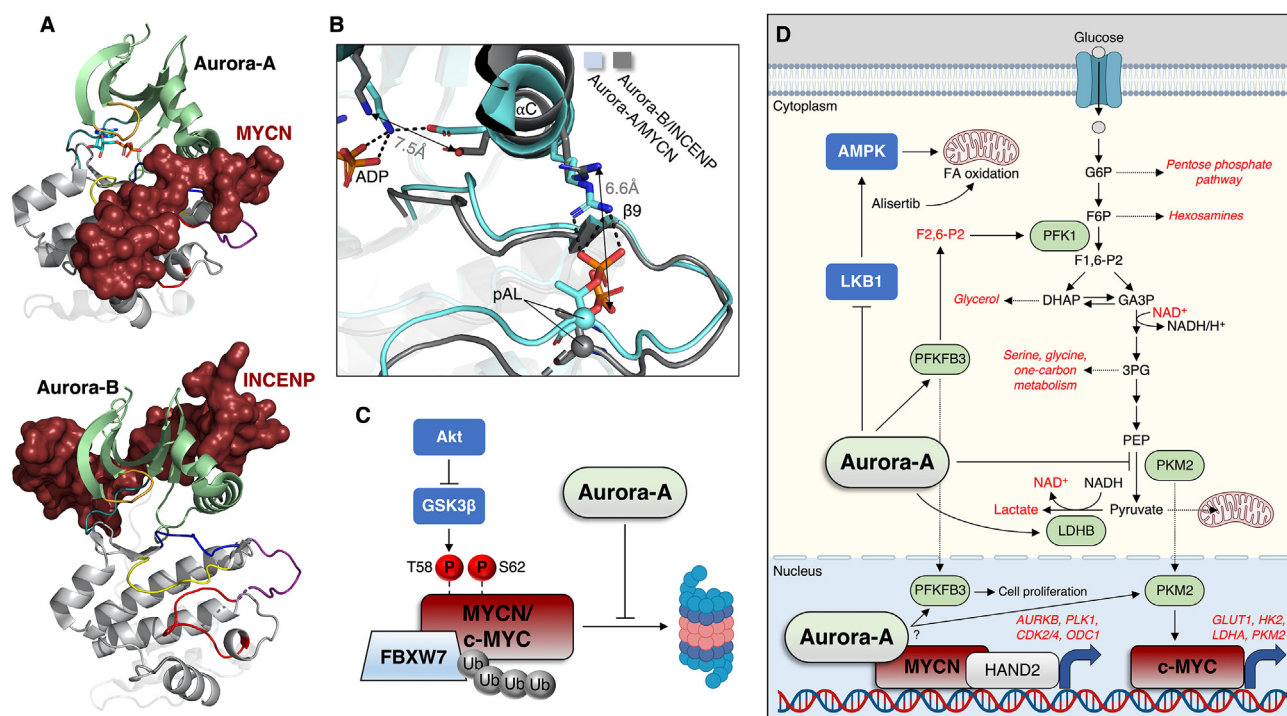 A
Aurora-A
MYCN
Aurora-B
INCENP
B
Aurora-B/INCENP
Aurora-A/MYCN
αC
7.5Å
ADP
6.6Å
β9
pAL
C
Akt
GSK3β
Aurora-A
T58
P
P
S62
MYCN/
c-MYC
FBXW7
Ub
Ub
Ub
Ub
D
Glucose
Cytoplasm
AMPK
FA oxidation
Alisertib
G6P
Pentose phosphate
pathway
F6P
Hexosamines
F2,6-P2
PFK1
F1,6-P2
LKB1
Glycerol
DHAP
GA3P
NAD⁺
NADH/H⁺
PFKFB3
Serine, glycine,
one-carbon
metabolism
3PG
PEP
Aurora-A
PKM2
NAD⁺
NADH
Lactate
Pyruvate
LDHB
Nucleus
PFKFB3
Cell proliferation
PKM2
Aurora-A
?
AURKB, PLK1,
CDK2/4, ODC1
GLUT1, HK2,
LDHA, PKM2
MYCN
HAND2
c-MYC